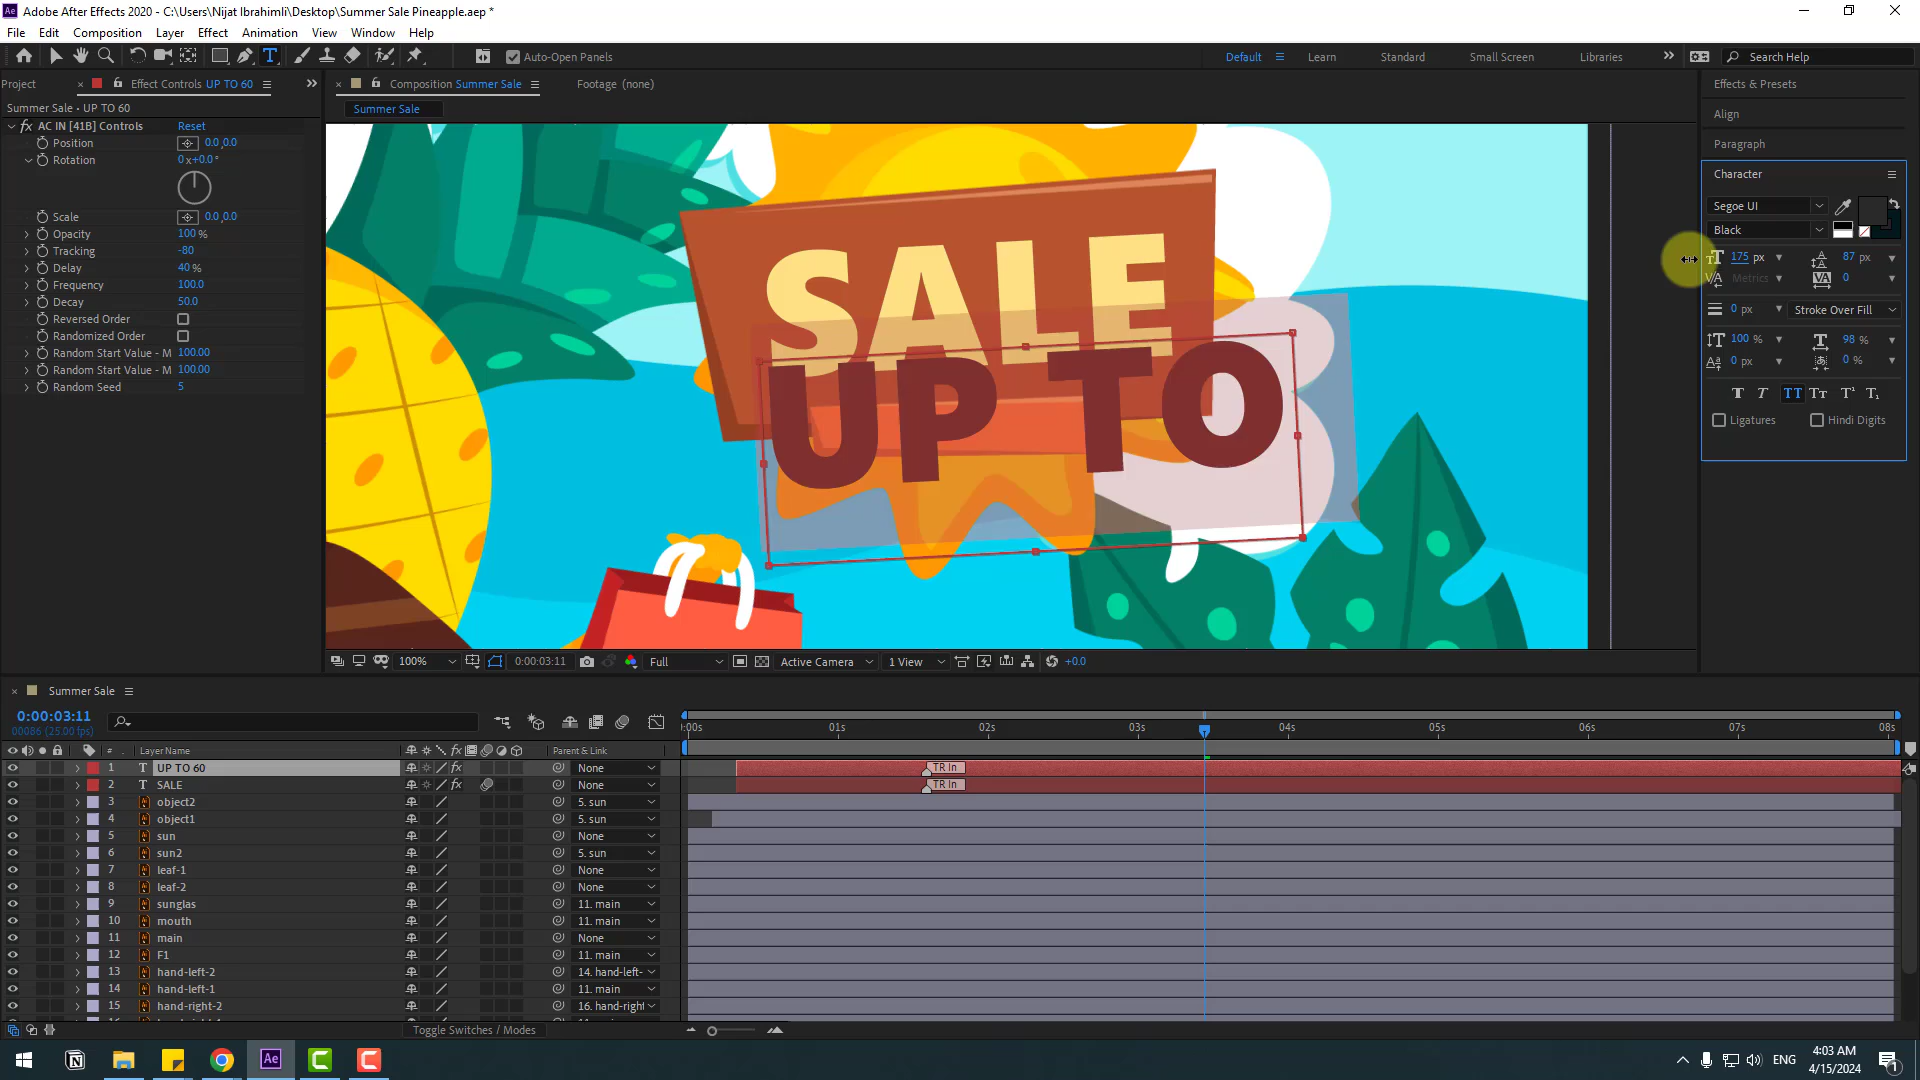 Adobe After Effects 2020 - C:\Users\Nijat Ibrahimli\Desktop\Summer Sale Pineapple.aep *
File Edit Composition Layer Effect Animation View Window Help
Auto-Open Panels Default Learn Standard Small Screen Libraries Search Help
Project Effect Controls UP TO 60 Composition Summer Sale Footage (none) Effects & Presets
Summer Sale • UP TO 60 Summer Sale
Align
Paragraph
Character
Segoe UI
Black
175 px 87 px
Metrics 0
0 px Stroke Over Fill
100 % 98 %
0 px 0 %
Ligatures Hindi Digits
fx AC IN [41B] Controls Reset
Position 0.0,0.0
Rotation 0x+0.0°
Scale 0.0,0.0
Opacity 100 %
Tracking -80
Delay 40 %
Frequency 100.0
Decay 50.0
Reversed Order
Randomized Order
Random Start Value - M 100.00
Random Start Value - M 100.00
Random Seed 5
SALE
UP TO
100% 0:00:03:11 Full Active Camera 1 View +0.0
Summer Sale
0:00:03:11
00086 (25.00 fps)
:00s 01s 02s 03s 04s 05s 06s 07s 08s
# Layer Name Parent & Link
1 T UP TO 60 fx None TR In
2 T SALE fx None TR In
3 object2 5. sun
4 object1 5. sun
5 sun None
6 sun2 5. sun
7 leaf-1 None
8 leaf-2 None
9 sunglas 11. main
10 mouth 11. main
11 main None
12 F1 11. main
13 hand-left-2 14. hand-left-
14 hand-left-1 11. main
15 hand-right-2 16. hand-right
Toggle Switches / Modes
ENG 4:03 AM
4/15/2024